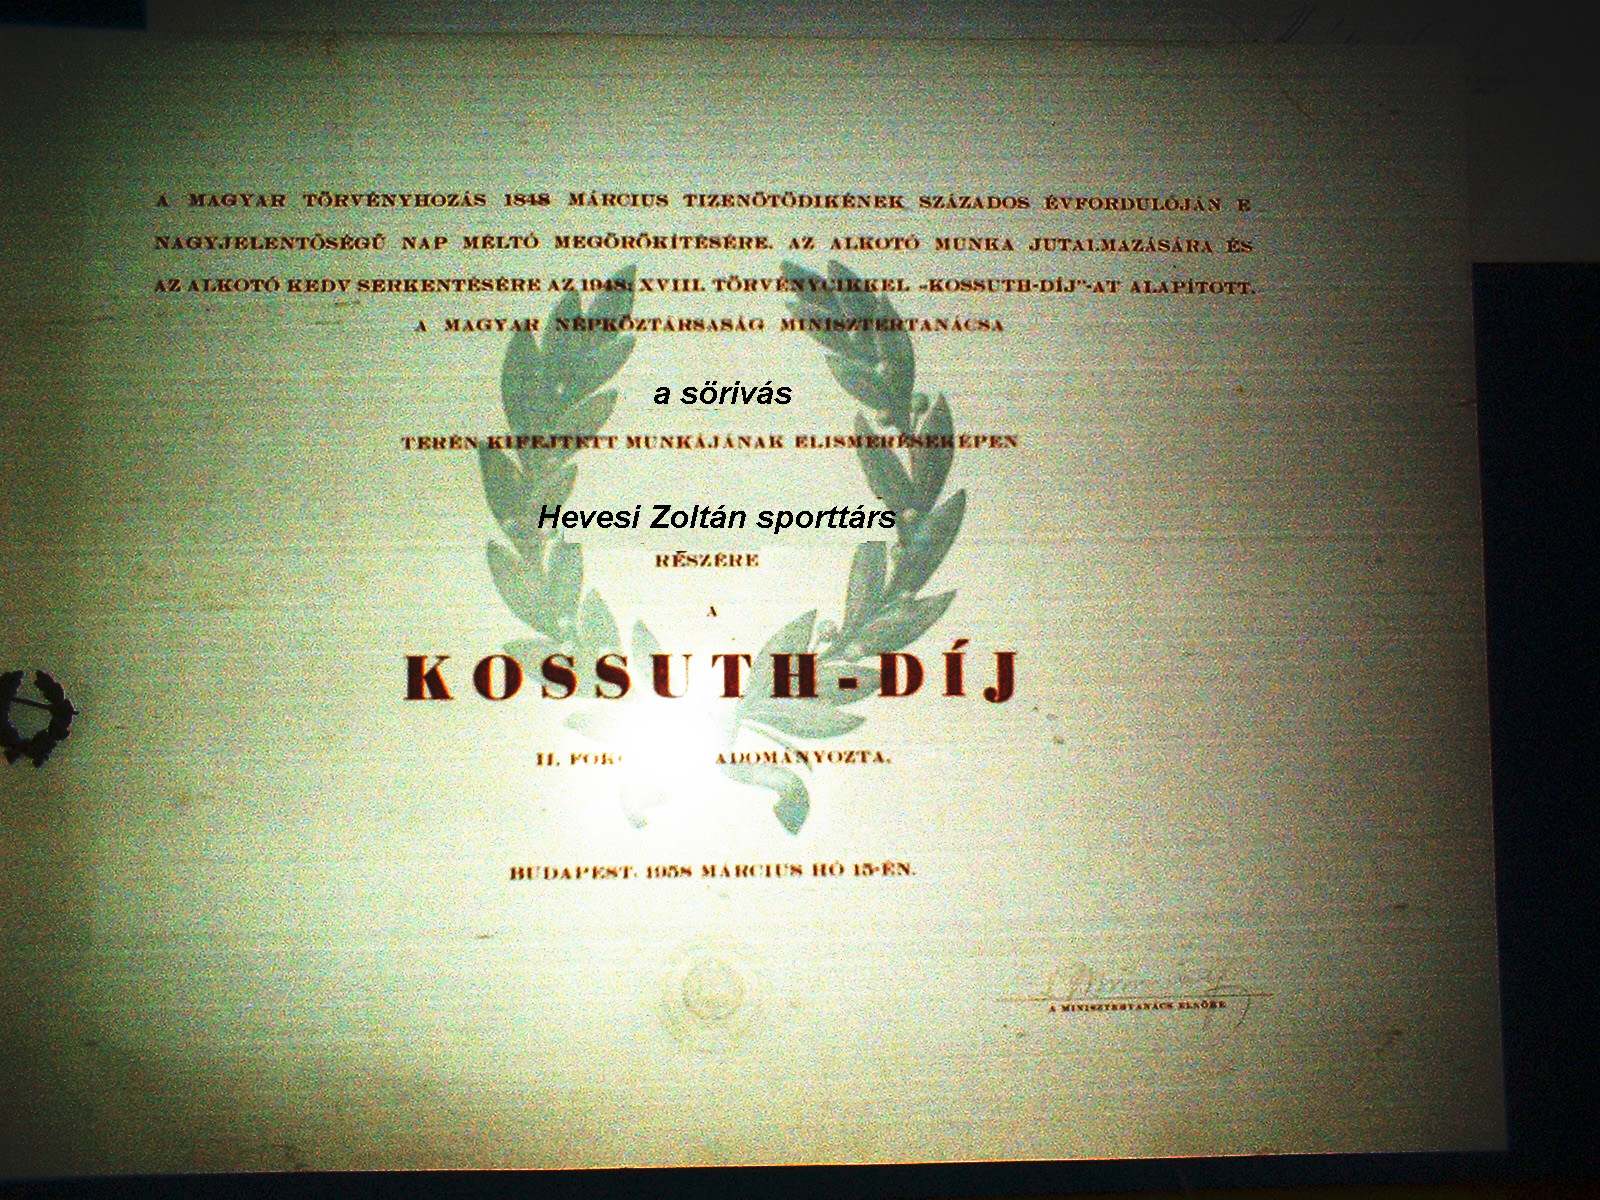 A MAGYAR TÖRVÉNYHOZÁS 1848 MÁRCIUS TIZENÖTÖDIKÉNEK SZÁZADOS ÉVFORDULÓJÁN E
NAGYJELENTŐSÉGŰ NAP MÉLTÓ MEGÖRÖKÍTÉSÉRE, AZ ALKOTÓ MUNKA JUTALMAZÁSÁRA ÉS
AZ ALKOTÓ KEDV SERKENTÉSÉRE AZ 1948: XVIII. TÖRVÉNYCIKKEL „KOSSUTH-DÍJ"-AT ALAPÍTOTT.
A MAGYAR NÉPKÖZTÁRSASÁG MINISZTERTANÁCSA
a sörivás
TERÉN KIFEJTETT MUNKÁJÁNAK ELISMERÉSEKÉPEN
Hevesi Zoltán sporttárs
RÉSZÉRE
A
KOSSUTH-DÍJ
II. ADOMÁNYOZTA.
BUDAPEST, 1958 MÁRCIUS HÓ 15-ÉN.
A MINISZTERTANÁCS ELNÖKE